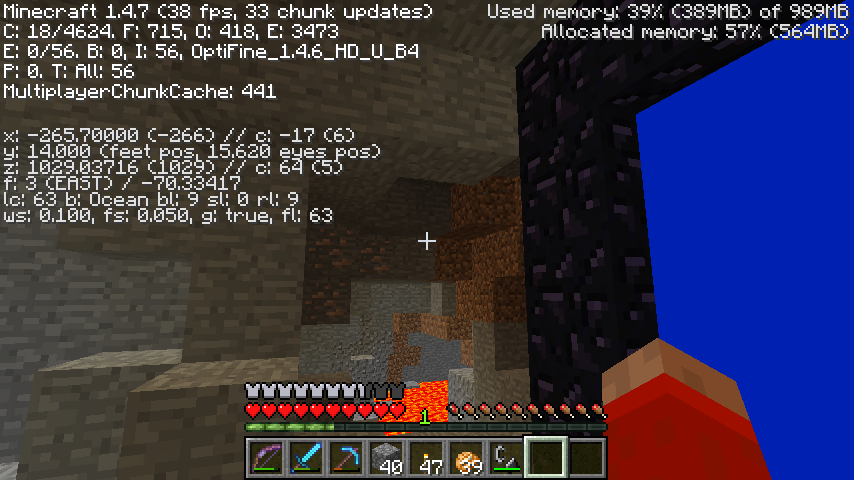 Minecraft 1.4.7 (38 fps, 33 chunk updates)
C: 18/4624. F: 715, O: 418, E: 3473
E: 0/56. B: 0, I: 56, OptiFine_1.4.6_HD_U_B4
P: 0. T: All: 56
MultiplayerChunkCache: 441
Used memory: 39% (389MB) of 989MB
Allocated memory: 57% (564MB)
x: -265.70000 (-266) // c: -17 (6)
y: 14.000 (feet pos, 15.620 eyes pos)
z: 1029.03716 (1029) // c: 64 (5)
f: 3 (EAST) / -70.33417
lc: 63 b: Ocean bl: 9 sl: 0 rl: 9
ws: 0.100, fs: 0.050, g: true, fl: 63
1
40
47
39